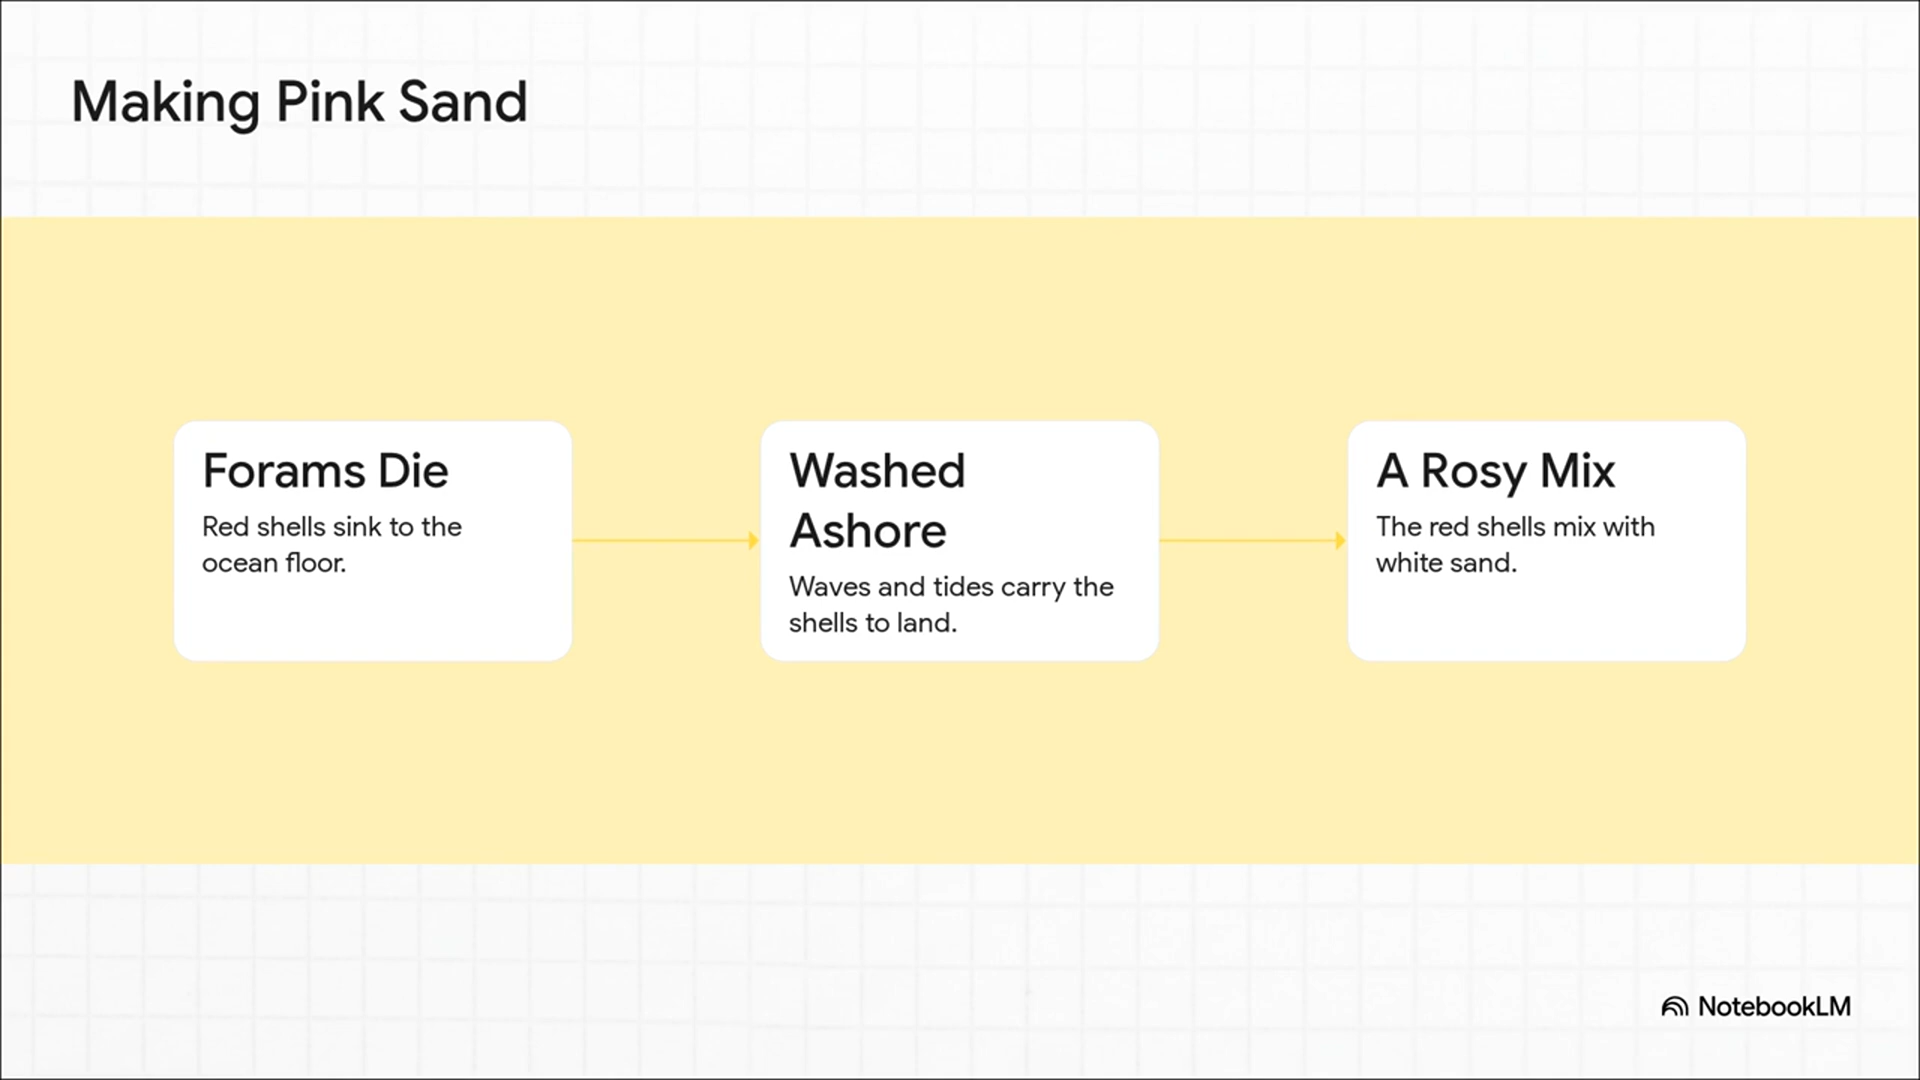 Making Pink Sand
Forams Die
Red shells sink to the
ocean floor.
Washed
Ashore
Waves and tides carry the
shells to land.
A Rosy Mix
The red shells mix with
white sand.
NotebookLM